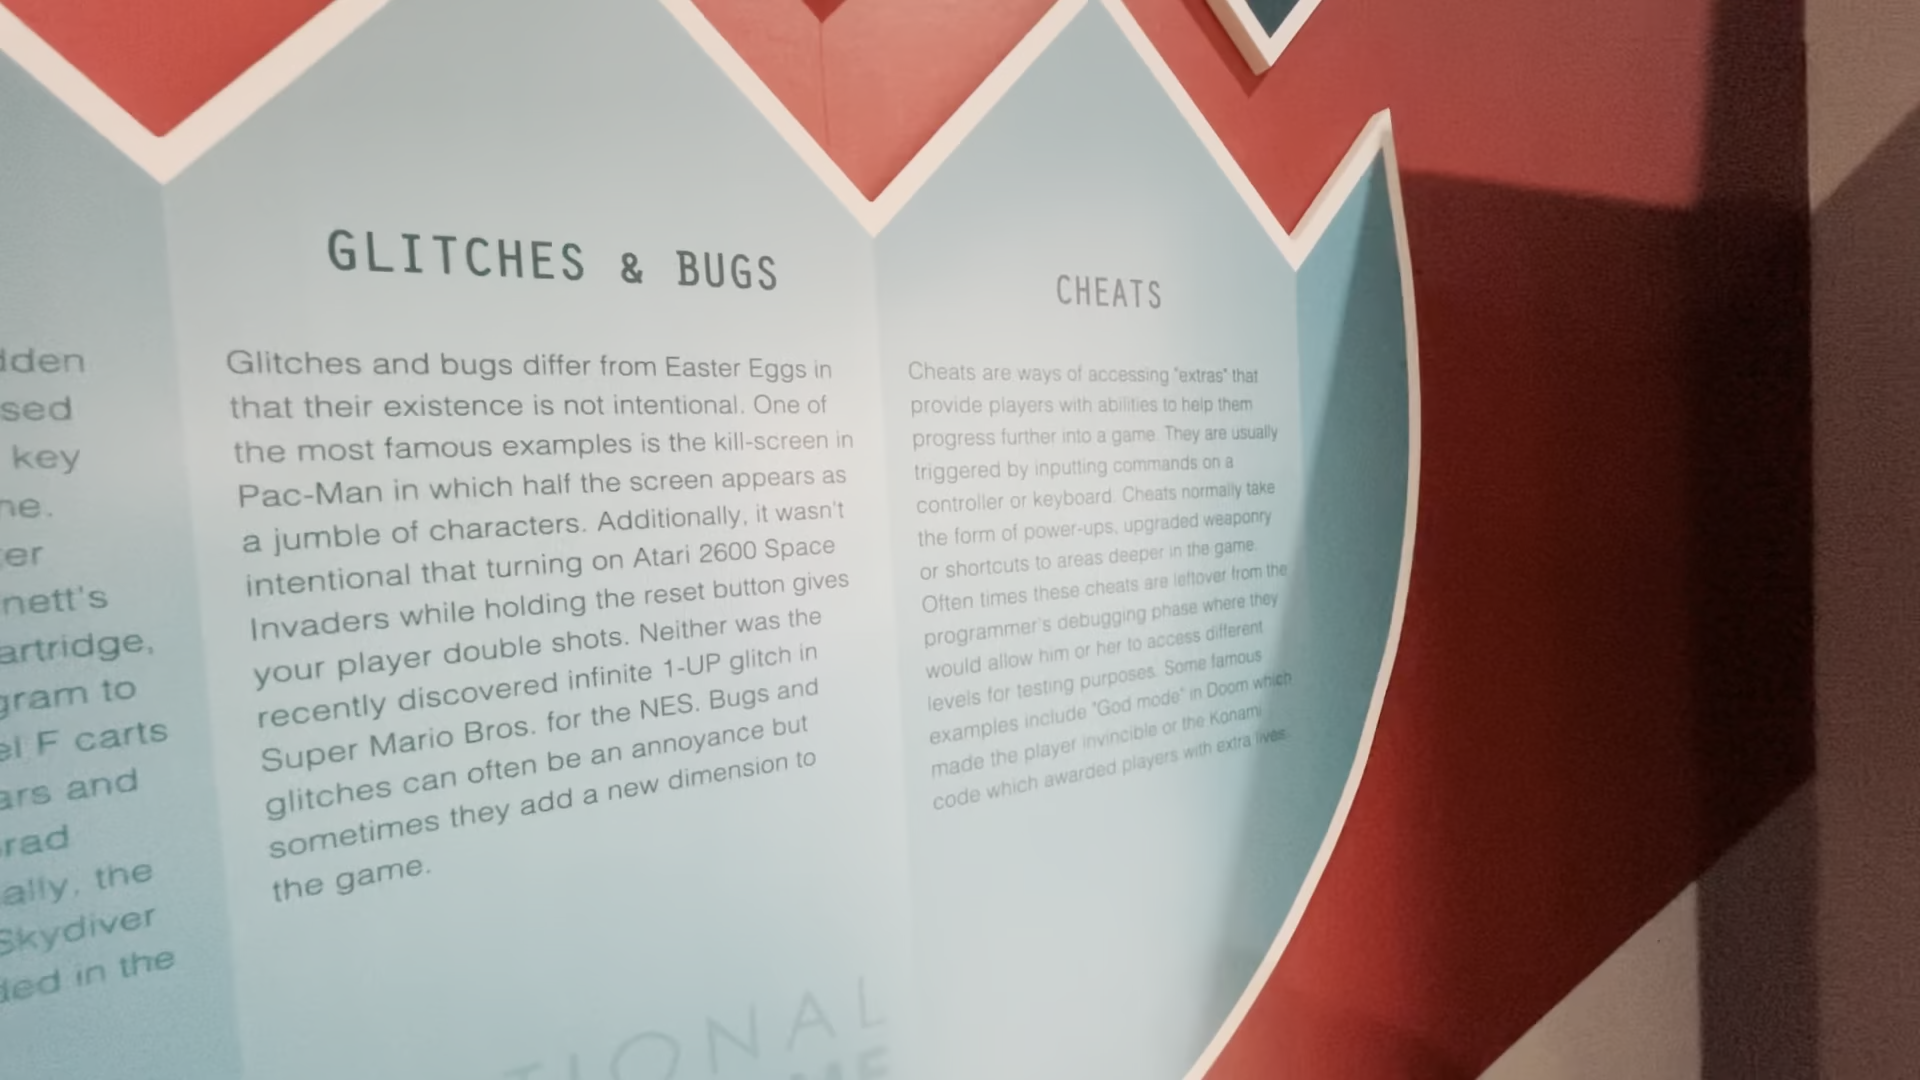 dden
sed
key
ne.
er
nett's
artridge,
gram to
el F carts
ars and
rad
ally, the
Skydiver
ded in the
GLITCHES & BUGS
Glitches and bugs differ from Easter Eggs in
that their existence is not intentional. One of
the most famous examples is the kill-screen in
Pac-Man in which half the screen appears as
a jumble of characters. Additionally, it wasn't
intentional that turning on Atari 2600 Space
Invaders while holding the reset button gives
your player double shots. Neither was the
recently discovered infinite 1-UP glitch in
Super Mario Bros. for the NES. Bugs and
glitches can often be an annoyance but
sometimes they add a new dimension to
the game.
CHEATS
Cheats are ways of accessing "extras" that
provide players with abilities to help them
progress further into a game. They are usually
triggered by inputting commands on a
controller or keyboard. Cheats normally take
the form of power-ups, upgraded weaponry
or shortcuts to areas deeper in the game.
Often times these cheats are leftover from the
programmer's debugging phase where they
would allow him or her to access different
levels for testing purposes. Some famous
examples include "God mode" in Doom which
made the player invincible or the Konami
code which awarded players with extra lives.
TIONAL
ME